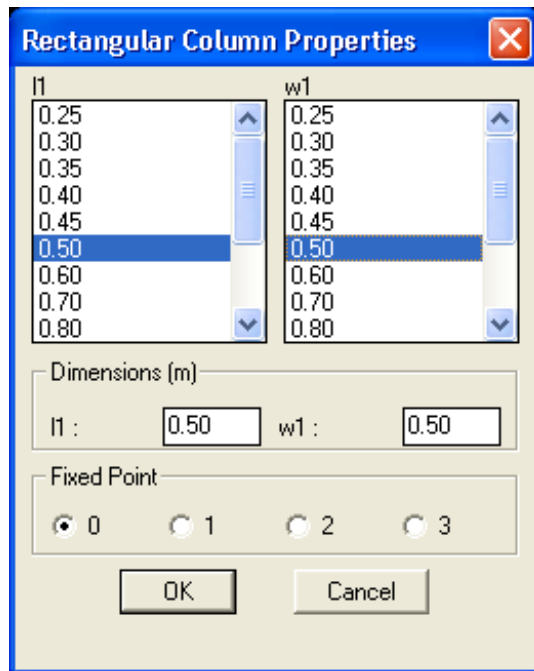 Rectangular Column Properties
l1 w1
0.25 0.25
0.30 0.30
0.35 0.35
0.40 0.40
0.45 0.45
0.50 0.50
0.60 0.60
0.70 0.70
0.80 0.80
Dimensions (m)
l1 : 0.50 w1 : 0.50
Fixed Point
0 1 2 3
OK Cancel